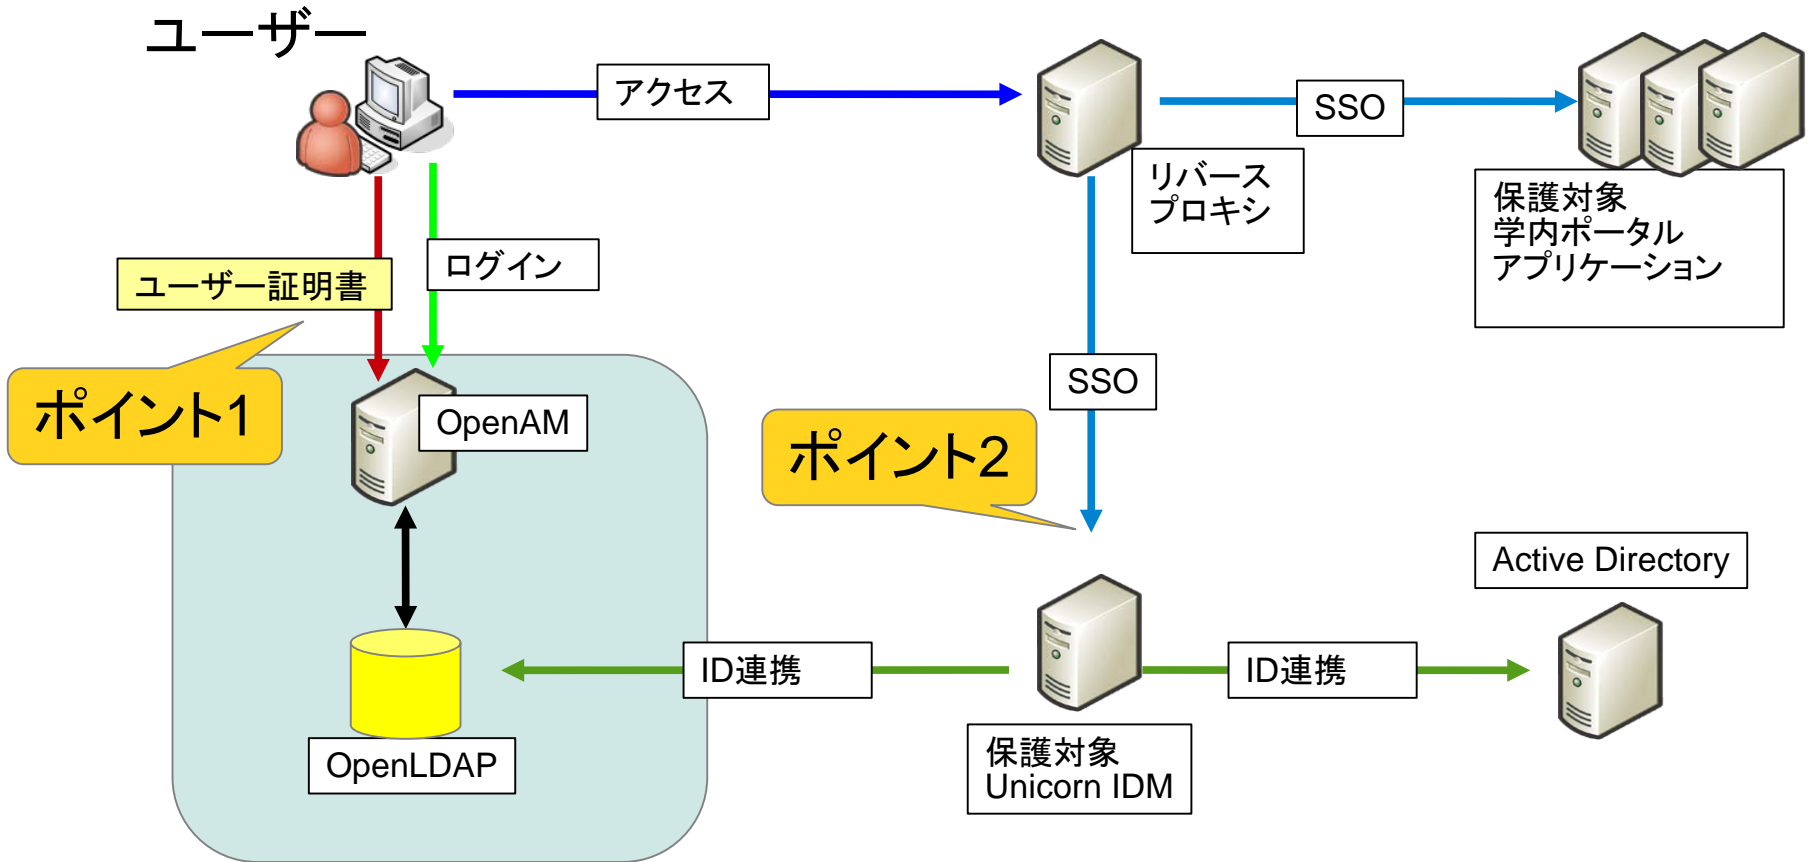 ユーザー
アクセス
SSO
リバース
プロキシ
保護対象
学内ポータル
アプリケーション
ログイン
ユーザー証明書
ポイント1
OpenAM
SSO
ポイント2
Active Directory
ID連携
ID連携
OpenLDAP
保護対象
Unicorn IDM